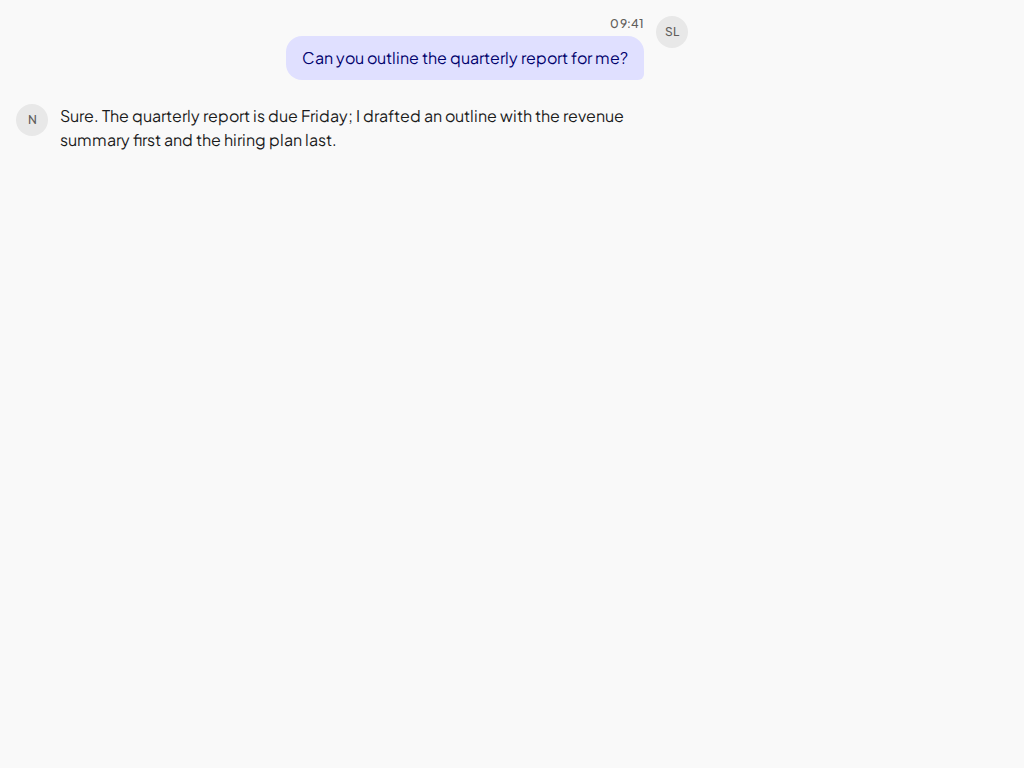 09:41
SL
Can you outline the quarterly report for me?
N
Sure. The quarterly report is due Friday; I drafted an outline with the revenue
summary first and the hiring plan last.